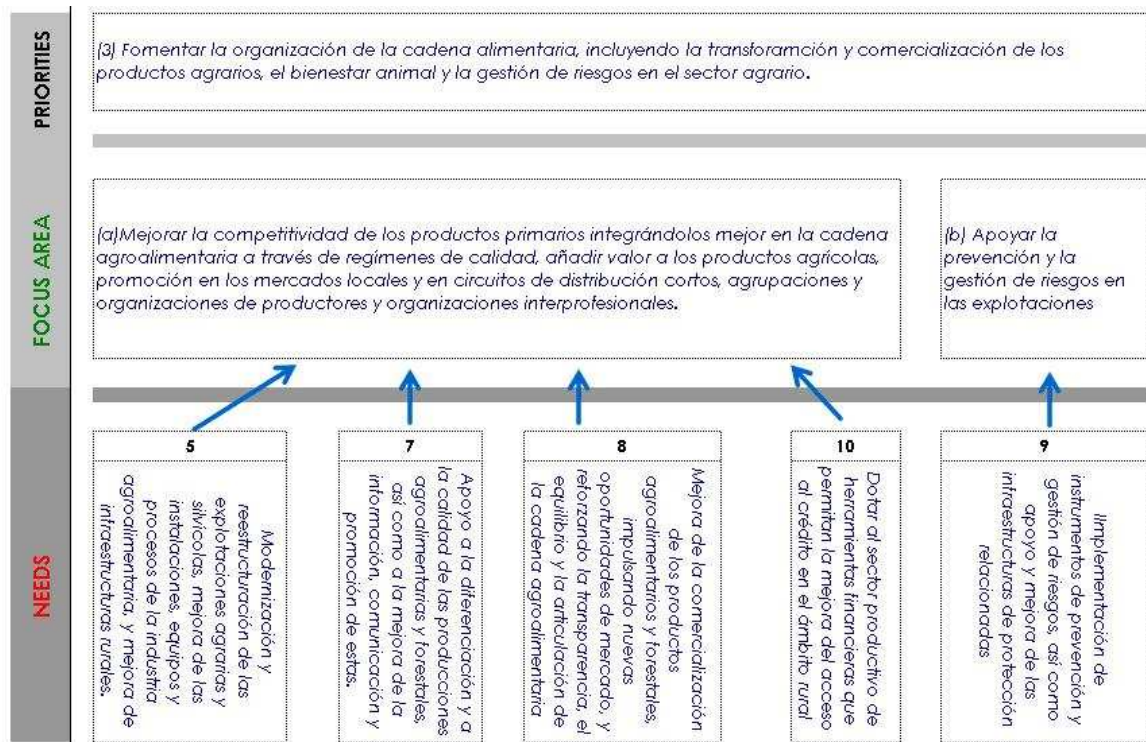 PRIORITIES
(3) Fomentar la organización de la cadena alimentaria, incluyendo la transforamción y comercialización de los
productos agrarios, el bienestar animal y la gestión de riesgos en el sector agrario.
FOCUS AREA
(a)Mejorar la competitividad de los productos primarios integrándolos mejor en la cadena
agroalimentaria a través de regímenes de calidad, añadir valor a los productos agrícolas,
promoción en los mercados locales y en circuitos de distribución cortos, agrupaciones y
organizaciones de productores y organizaciones interprofesionales.
(b) Apoyar la
prevención y la
gestión de riesgos en
las explotaciones
NEEDS
5
Modernización y
reestructuración de las
explotaciones agrarias y
silvícolas, mejora de las
instalaciones, equipos y
procesos de la industria
agroalimentaria, y mejora de
infraestructuras rurales.
7
Apoyo a la diferenciación y a
la calidad de las producciones
agroalimentarias y forestales,
así como a la mejora de la
información, comunicación y
promoción de estas.
8
Mejora de la comercialización
de los productos
agroalimentarios y forestales,
impulsando nuevas
oportunidades de mercado, y
reforzando la transparencia, el
equilibrio y la articulación de
la cadena agroalimentaria
10
Dotar al sector productivo de
herramientas financieras que
permitan la mejora del acceso
al crédito en el ámbito rural
9
IImplementación de
instrumentos de prevención y
gestión de riesgos, así como
apoyo y mejora de las
infraestructuras de protección
relacionadas